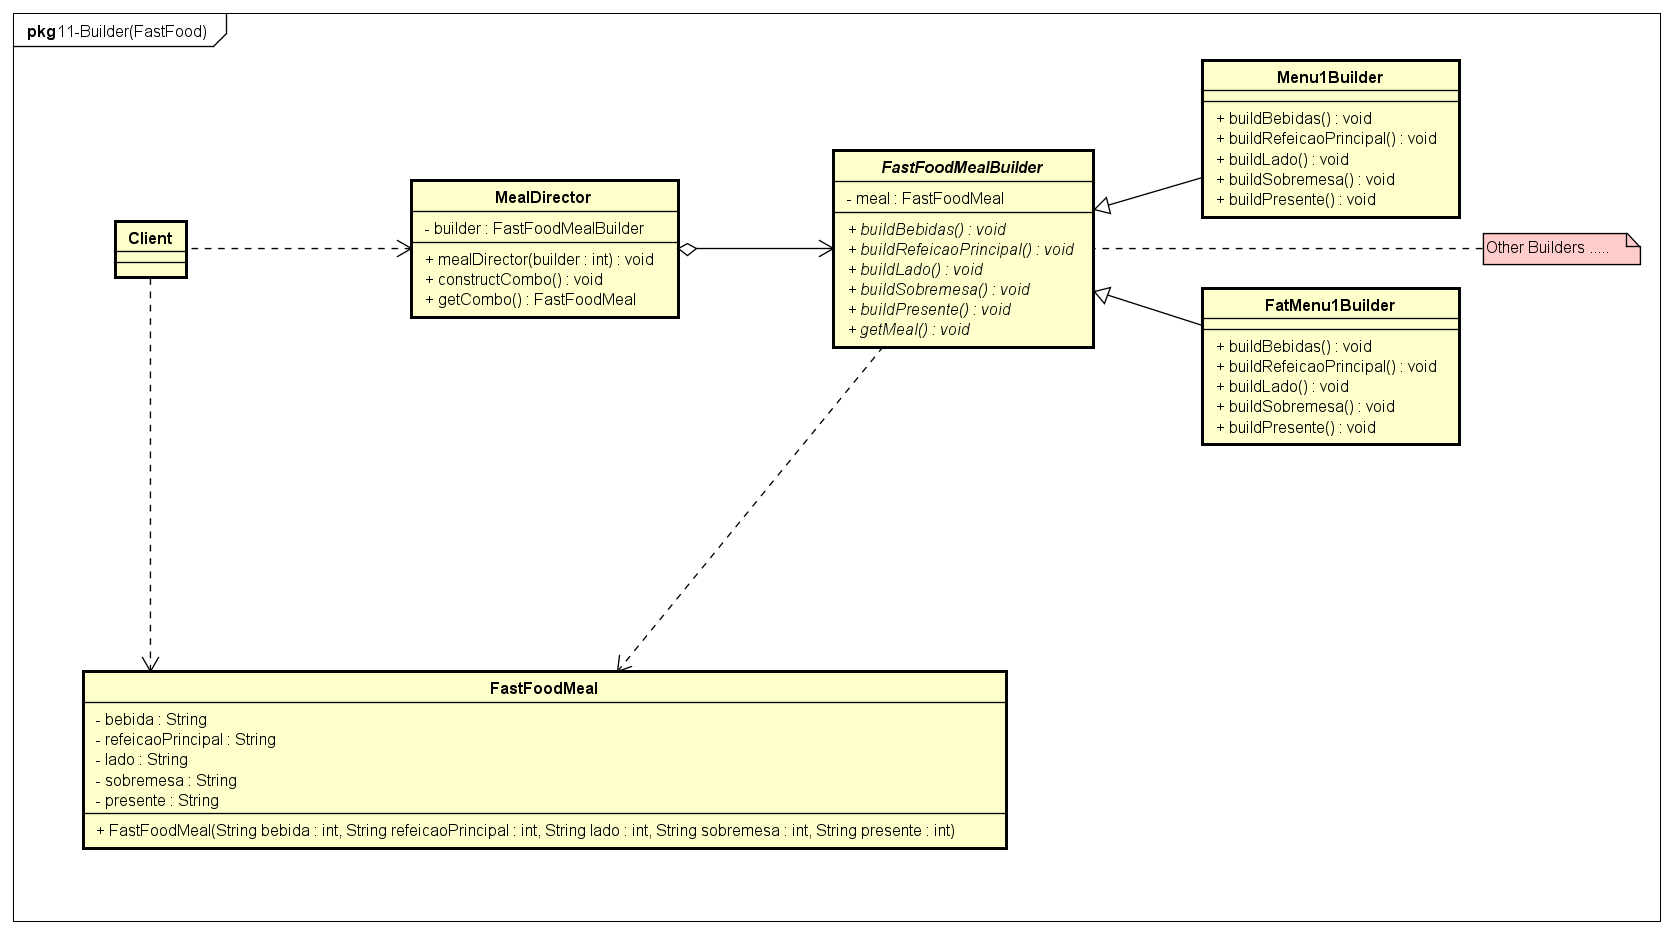 pkg 11-Builder(FastFood)
Client
MealDirector
- builder : FastFoodMealBuilder
+ mealDirector(builder : int) : void
+ constructCombo() : void
+ getCombo() : FastFoodMeal
FastFoodMealBuilder
- meal : FastFoodMeal
+ buildBebidas() : void
+ buildRefeicaoPrincipal() : void
+ buildLado() : void
+ buildSobremesa() : void
+ buildPresente() : void
+ getMeal() : void
Menu1Builder
+ buildBebidas() : void
+ buildRefeicaoPrincipal() : void
+ buildLado() : void
+ buildSobremesa() : void
+ buildPresente() : void
Other Builders .....
FatMenu1Builder
+ buildBebidas() : void
+ buildRefeicaoPrincipal() : void
+ buildLado() : void
+ buildSobremesa() : void
+ buildPresente() : void
FastFoodMeal
- bebida : String
- refeicaoPrincipal : String
- lado : String
- sobremesa : String
- presente : String
+ FastFoodMeal(String bebida : int, String refeicaoPrincipal : int, String lado : int, String sobremesa : int, String presente : int)